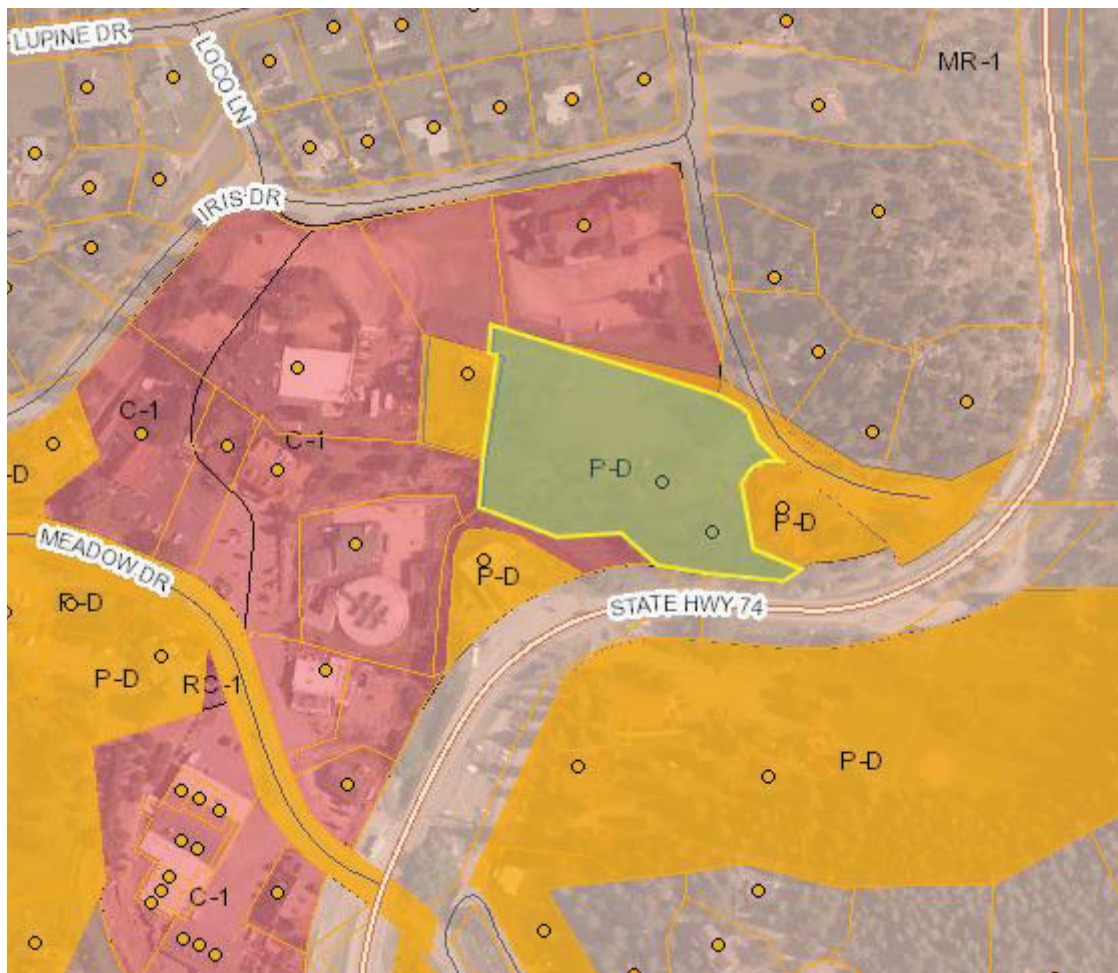 LUPINE DR
LOCO LN
MR-1
IRIS DR
C-1
C-1
P-D
P-D
-D
MEADOW DR
P-D
STATE HWY 74
P-D
RC-1
P-D
C-1